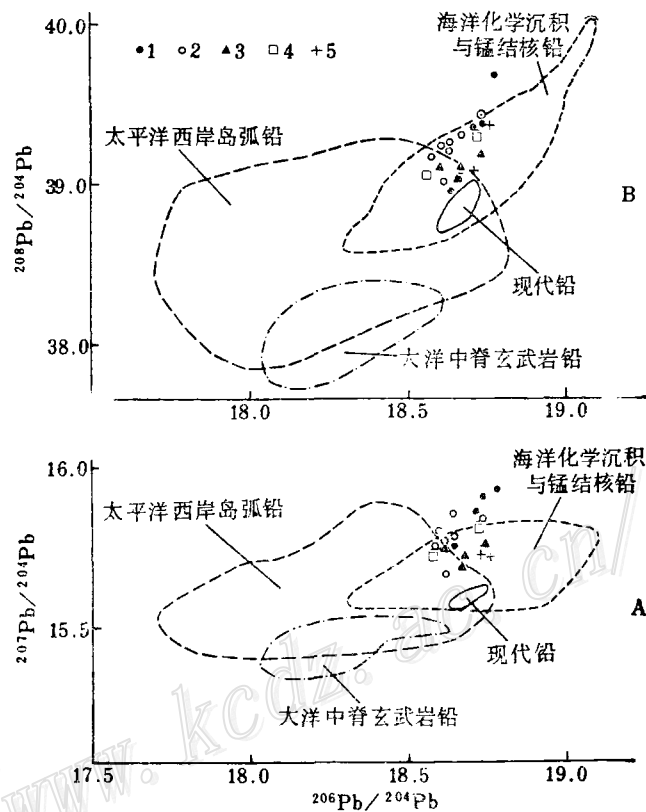 40.0
海洋化学沉积
与锰结核铅
●1 ○2 ▲3 □4 +5
太平洋西岸岛弧铅
39.0
B
208Pb/204Pb
现代铅
38.0
大洋中脊玄武岩铅
18.0 18.5 19.0
16.0
海洋化学沉积
与锰结核铅
太平洋西岸岛弧铅
207Pb/204Pb
A
15.5
现代铅
大洋中脊玄武岩铅
17.5 18.0 18.5 19.0
206Pb/204Pb
www.kcdz.ac.cn/